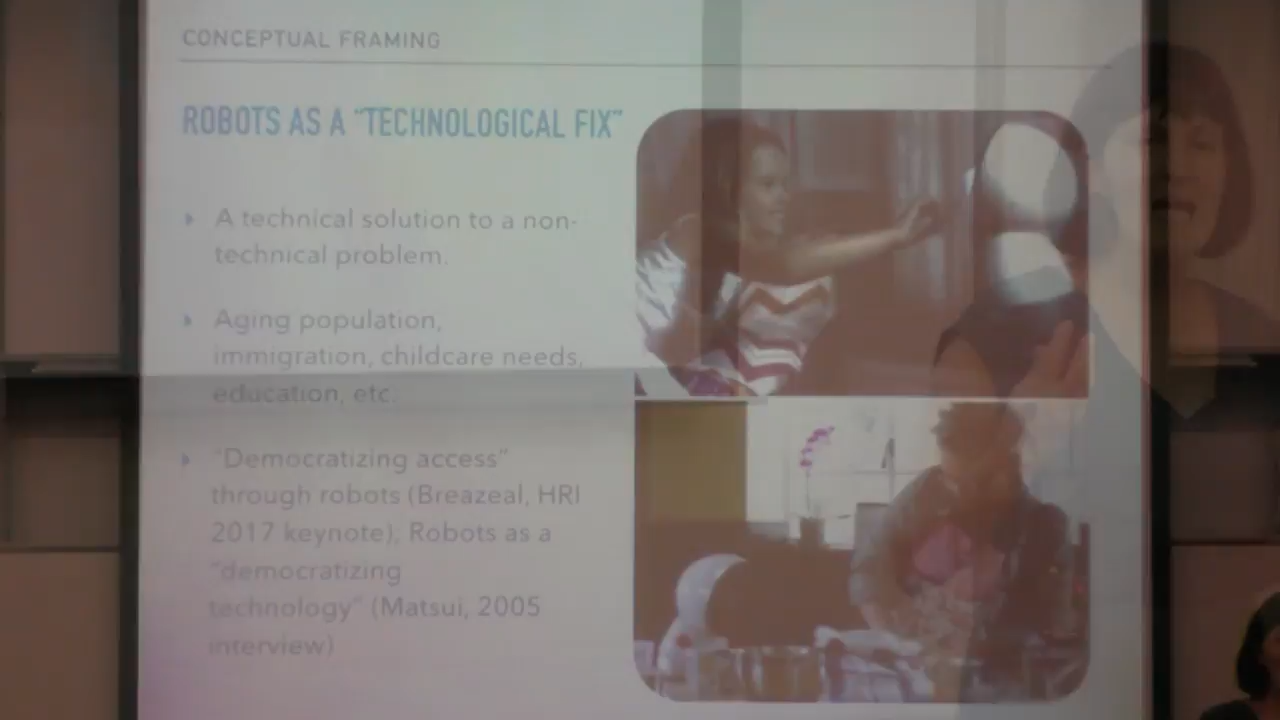 CONCEPTUAL FRAMING
ROBOTS AS A "TECHNOLOGICAL FIX"
A technical solution to a non-
technical problem.
Aging population,
immigration, childcare needs,
education, etc.
"Democratizing access"
through robots (Breazeal, HRI
2017 keynote); Robots as a
"democratizing
technology" (Matsui, 2005
interview)